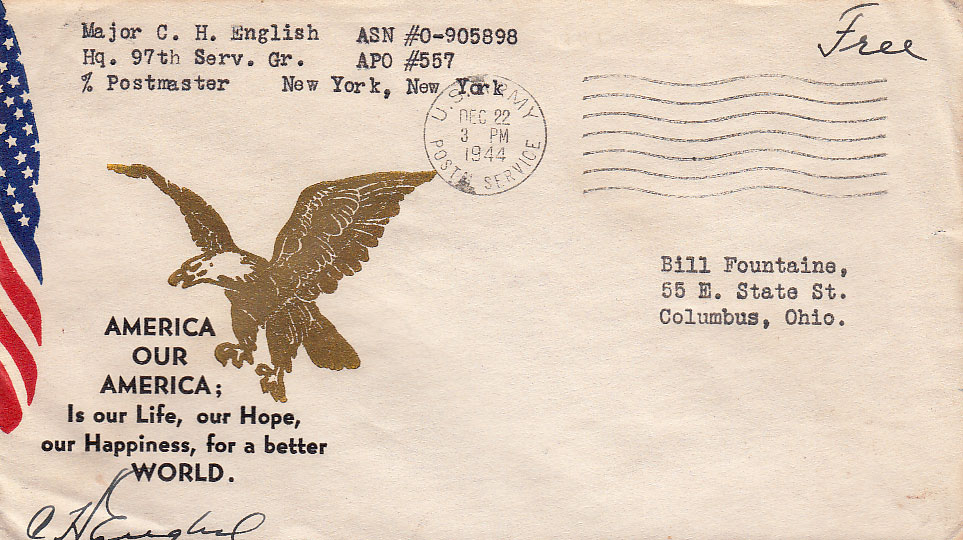 Major C. H. English ASN #0-905898
Hq. 97th Serv. Gr. APO #557
% Postmaster New York, New York
Free
U.S. ARMY
DEC 22
3 PM
1944
POSTAL SERVICE
Bill Fountaine,
55 E. State St.
Columbus, Ohio.
AMERICA
OUR
AMERICA;
Is our Life, our Hope,
our Happiness, for a better
WORLD.
C H English